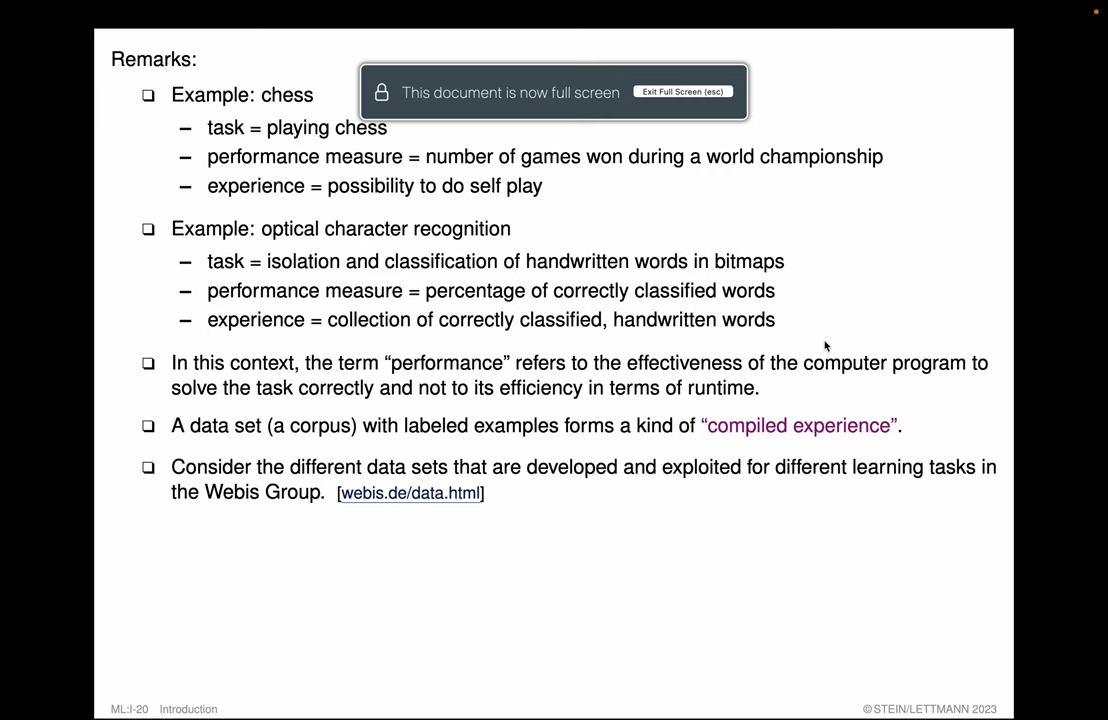 Remarks:
❑ Example: chess
This document is now full screen Exit Full Screen (esc)
– task = playing chess
– performance measure = number of games won during a world championship
– experience = possibility to do self play
❑ Example: optical character recognition
– task = isolation and classification of handwritten words in bitmaps
– performance measure = percentage of correctly classified words
– experience = collection of correctly classified, handwritten words
❑ In this context, the term “performance” refers to the effectiveness of the computer program to
solve the task correctly and not to its efficiency in terms of runtime.
❑ A data set (a corpus) with labeled examples forms a kind of “compiled experience”.
❑ Consider the different data sets that are developed and exploited for different learning tasks in
the Webis Group. [webis.de/data.html]
ML:I-20 Introduction ©STEIN/LETTMANN 2023